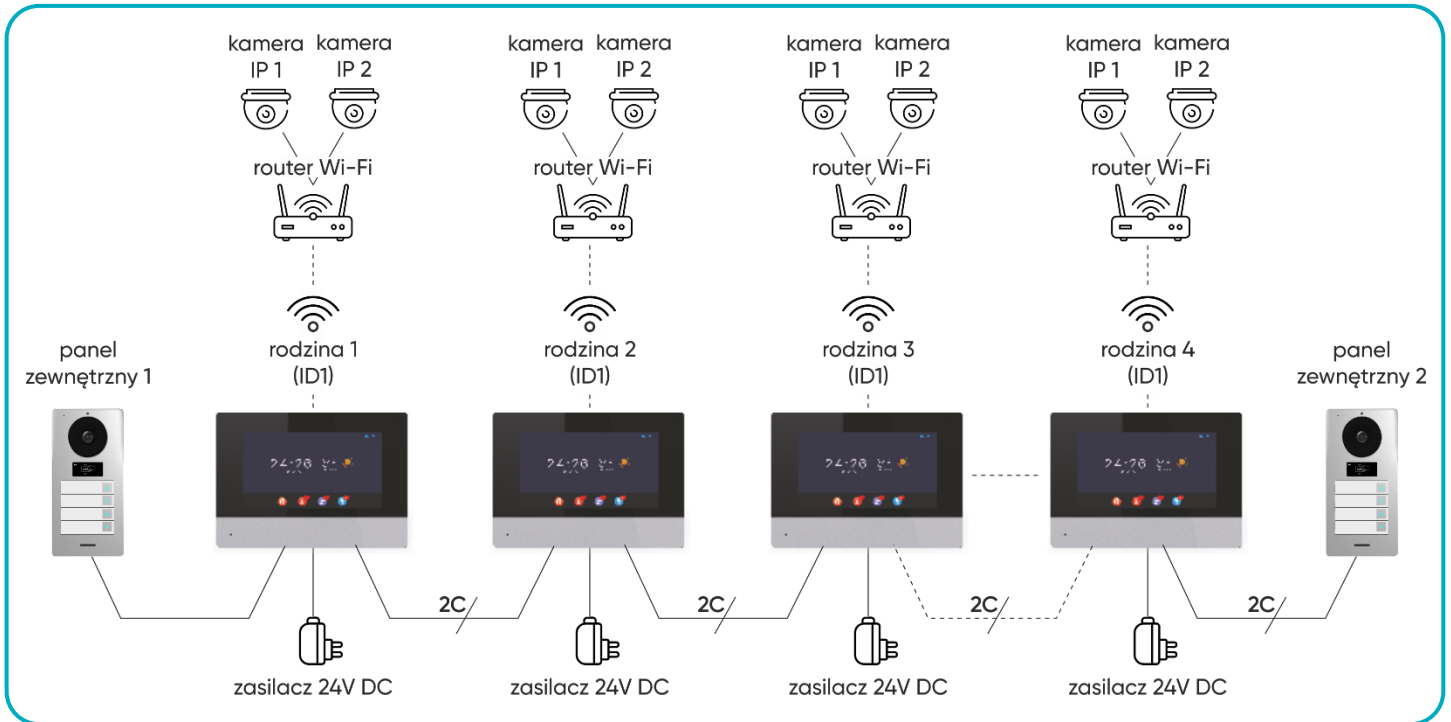 kamera IP 1
kamera IP 2
kamera IP 1
kamera IP 2
kamera IP 1
kamera IP 2
kamera IP 1
kamera IP 2
router Wi-Fi
router Wi-Fi
router Wi-Fi
router Wi-Fi
panel
zewnętrzny 1
rodzina 1
(ID1)
rodzina 2
(ID1)
rodzina 3
(ID1)
rodzina 4
(ID1)
panel
zewnętrzny 2
2C
2C
2C
2C
zasilacz 24V DC
zasilacz 24V DC
zasilacz 24V DC
zasilacz 24V DC